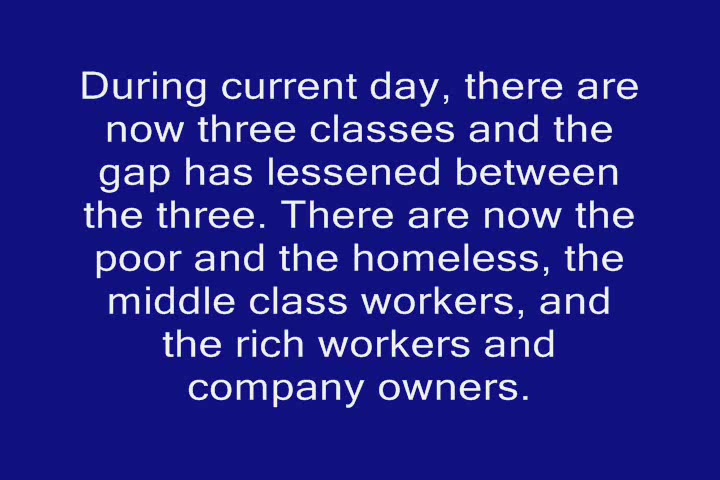 During current day, there are
now three classes and the
gap has lessened between
the three. There are now the
poor and the homeless, the
middle class workers, and
the rich workers and
company owners.